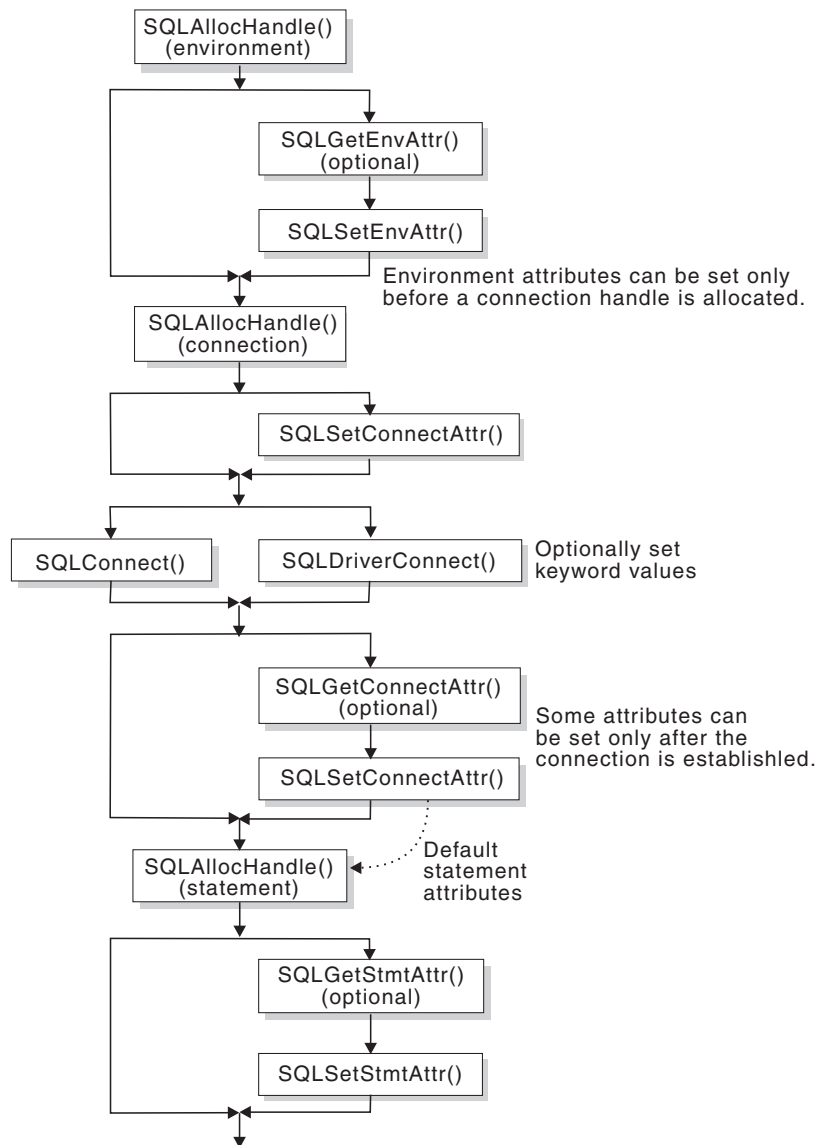 SQLAllocHandle()
(environment)
SQLGetEnvAttr()
(optional)
SQLSetEnvAttr()
Environment attributes can be set only
before a connection handle is allocated.
SQLAllocHandle()
(connection)
SQLSetConnectAttr()
SQLConnect()
SQLDriverConnect()
Optionally set
keyword values
SQLGetConnectAttr()
(optional)
Some attributes can
be set only after the
connection is establishled.
SQLSetConnectAttr()
Default
statement
attributes
SQLAllocHandle()
(statement)
SQLGetStmtAttr()
(optional)
SQLSetStmtAttr()